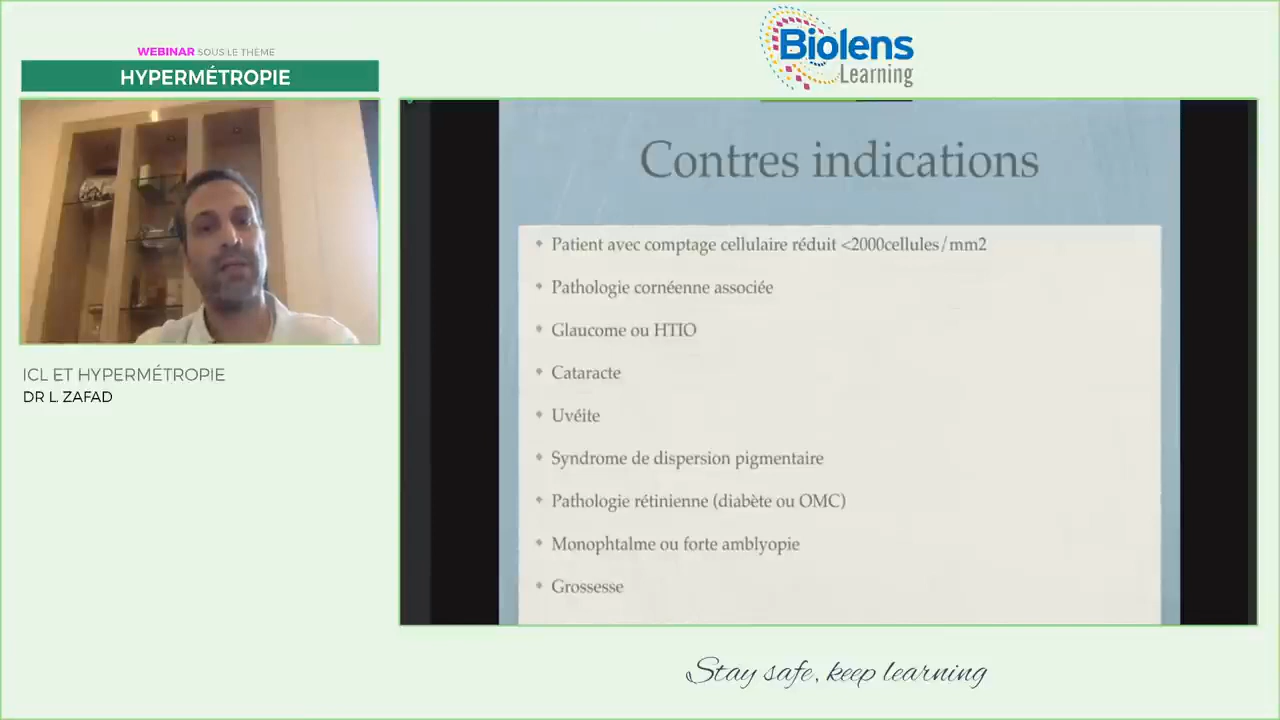 WEBINAR SOUS LE THÈME
HYPERMÉTROPIE
Biolens
Learning
ICL ET HYPERMÉTROPIE
DR L. ZAFAD
Contres indications
Patient avec comptage cellulaire réduit <2000cellules/mm2
Pathologie cornéenne associée
Glaucome ou HTIO
Cataracte
Uvéite
Syndrome de dispersion pigmentaire
Pathologie rétinienne (diabète ou OMC)
Monophtalme ou forte amblyopie
Grossesse
Stay safe, keep learning